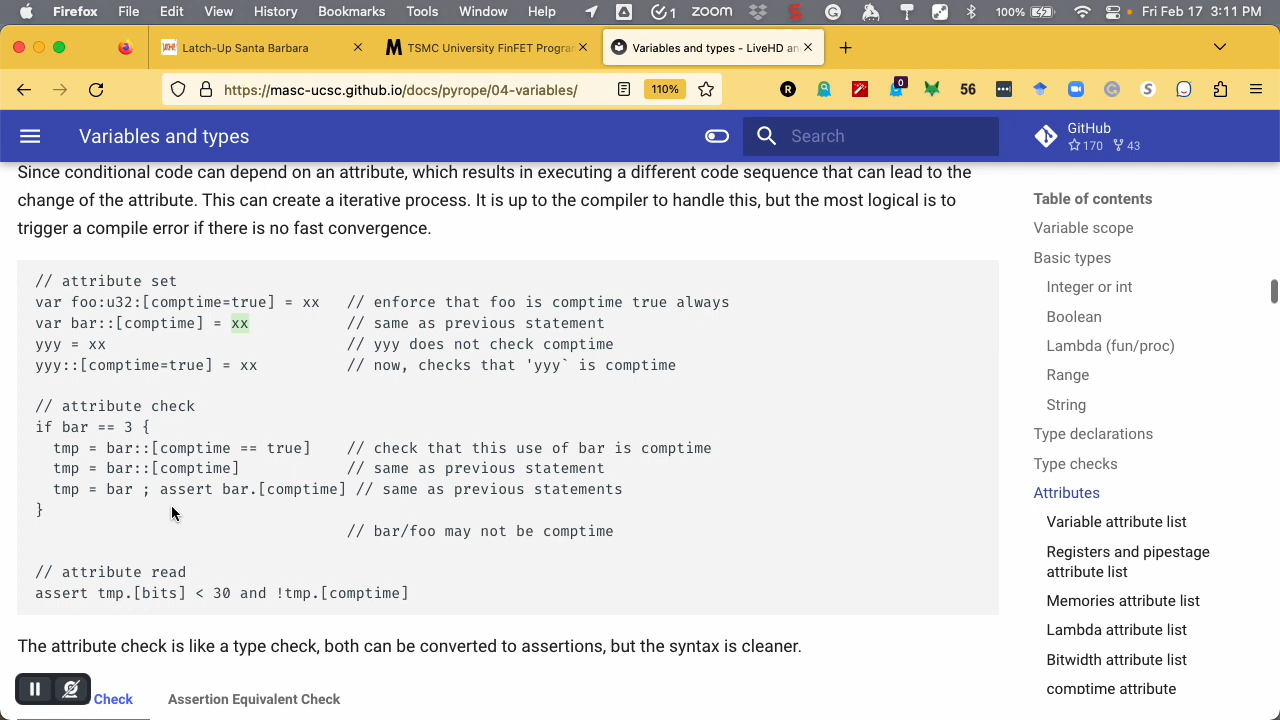 Firefox File Edit View History Bookmarks Tools Window Help 1 zoom 100% Fri Feb 17 3:11 PM
Latch-Up Santa Barbara
TSMC University FinFET Progra
Variables and types - LiveHD an
https://masc-ucsc.github.io/docs/pyrope/04-variables/ 110% R 0 56
Variables and types
Search
GitHub
170 43
Since conditional code can depend on an attribute, which results in executing a different code sequence that can lead to the
change of the attribute. This can create a iterative process. It is up to the compiler to handle this, but the most logical is to
trigger a compile error if there is no fast convergence.
// attribute set
var foo:u32:[comptime=true] = xx // enforce that foo is comptime true always
var bar::[comptime] = xx // same as previous statement
yyy = xx // yyy does not check comptime
yyy::[comptime=true] = xx // now, checks that 'yyy` is comptime
// attribute check
if bar == 3 {
tmp = bar::[comptime == true] // check that this use of bar is comptime
tmp = bar::[comptime] // same as previous statement
tmp = bar ; assert bar.[comptime] // same as previous statements
}
// bar/foo may not be comptime
// attribute read
assert tmp.[bits] < 30 and !tmp.[comptime]
The attribute check is like a type check, both can be converted to assertions, but the syntax is cleaner.
Check
Assertion Equivalent Check
Table of contents
Variable scope
Basic types
Integer or int
Boolean
Lambda (fun/proc)
Range
String
Type declarations
Type checks
Attributes
Variable attribute list
Registers and pipestage
attribute list
Memories attribute list
Lambda attribute list
Bitwidth attribute list
comptime attribute